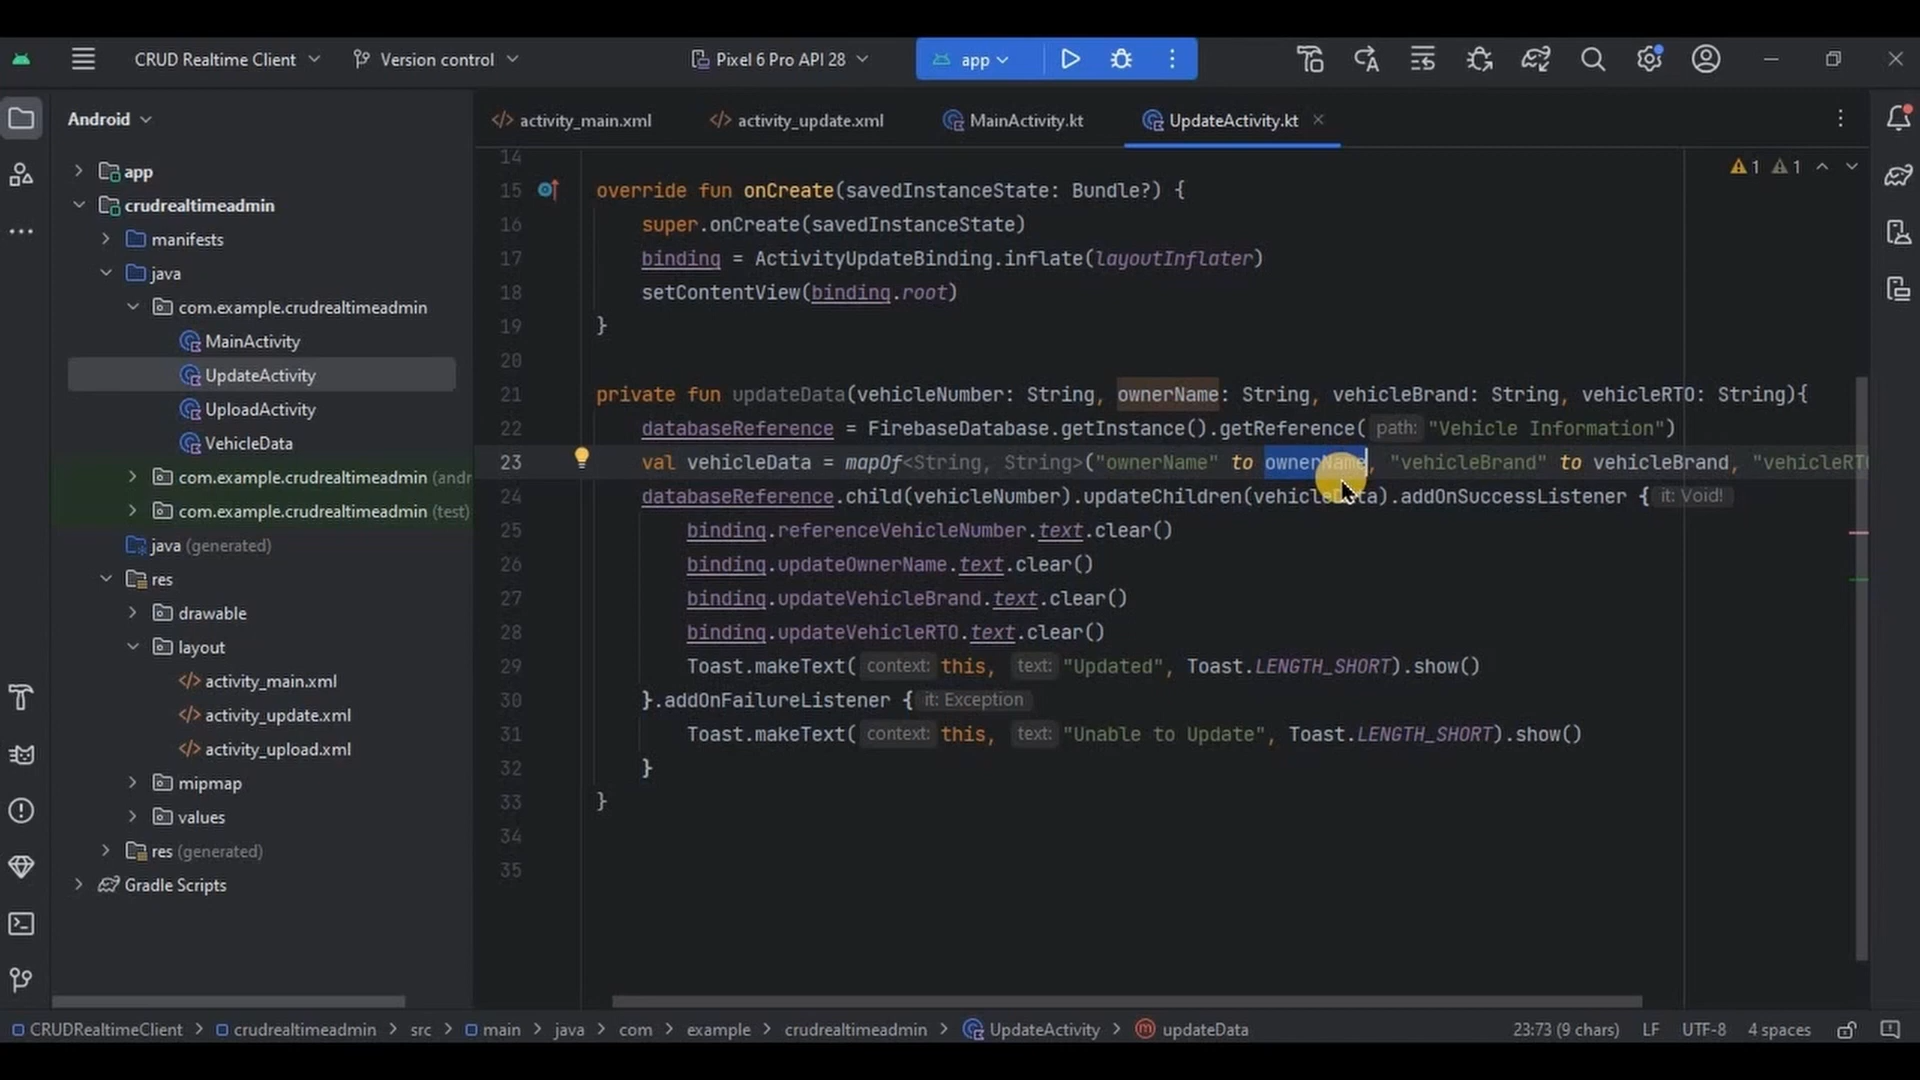 CRUD Realtime Client
Version control
Pixel 6 Pro API 28
app
Android
activity_main.xml
activity_update.xml
MainActivity.kt
UpdateActivity.kt
app
crudrealtimeadmin
manifests
java
com.example.crudrealtimeadmin
MainActivity
UpdateActivity
UploadActivity
VehicleData
com.example.crudrealtimeadmin (andr
com.example.crudrealtimeadmin (test)
java (generated)
res
drawable
layout
activity_main.xml
activity_update.xml
activity_upload.xml
mipmap
values
res (generated)
Gradle Scripts
1 1
14
15 override fun onCreate(savedInstanceState: Bundle?) {
16 super.onCreate(savedInstanceState)
17 binding = ActivityUpdateBinding.inflate(layoutInflater)
18 setContentView(binding.root)
19 }
20
21 private fun updateData(vehicleNumber: String, ownerName: String, vehicleBrand: String, vehicleRTO: String){
22 databaseReference = FirebaseDatabase.getInstance().getReference( path: "Vehicle Information")
23 val vehicleData = mapOf<String, String>("ownerName" to ownerName, "vehicleBrand" to vehicleBrand, "vehicleRT
24 databaseReference.child(vehicleNumber).updateChildren(vehicleData).addOnSuccessListener { it: Void!
25 binding.referenceVehicleNumber.text.clear()
26 binding.updateOwnerName.text.clear()
27 binding.updateVehicleBrand.text.clear()
28 binding.updateVehicleRTO.text.clear()
29 Toast.makeText( context: this, text: "Updated", Toast.LENGTH_SHORT).show()
30 }.addOnFailureListener { it: Exception
31 Toast.makeText( context: this, text: "Unable to Update", Toast.LENGTH_SHORT).show()
32 }
33 }
34
35
CRUDRealtimeClient > crudrealtimeadmin > src > main > java > com > example > crudrealtimeadmin > UpdateActivity > updateData
23:73 (9 chars) LF UTF-8 4 spaces